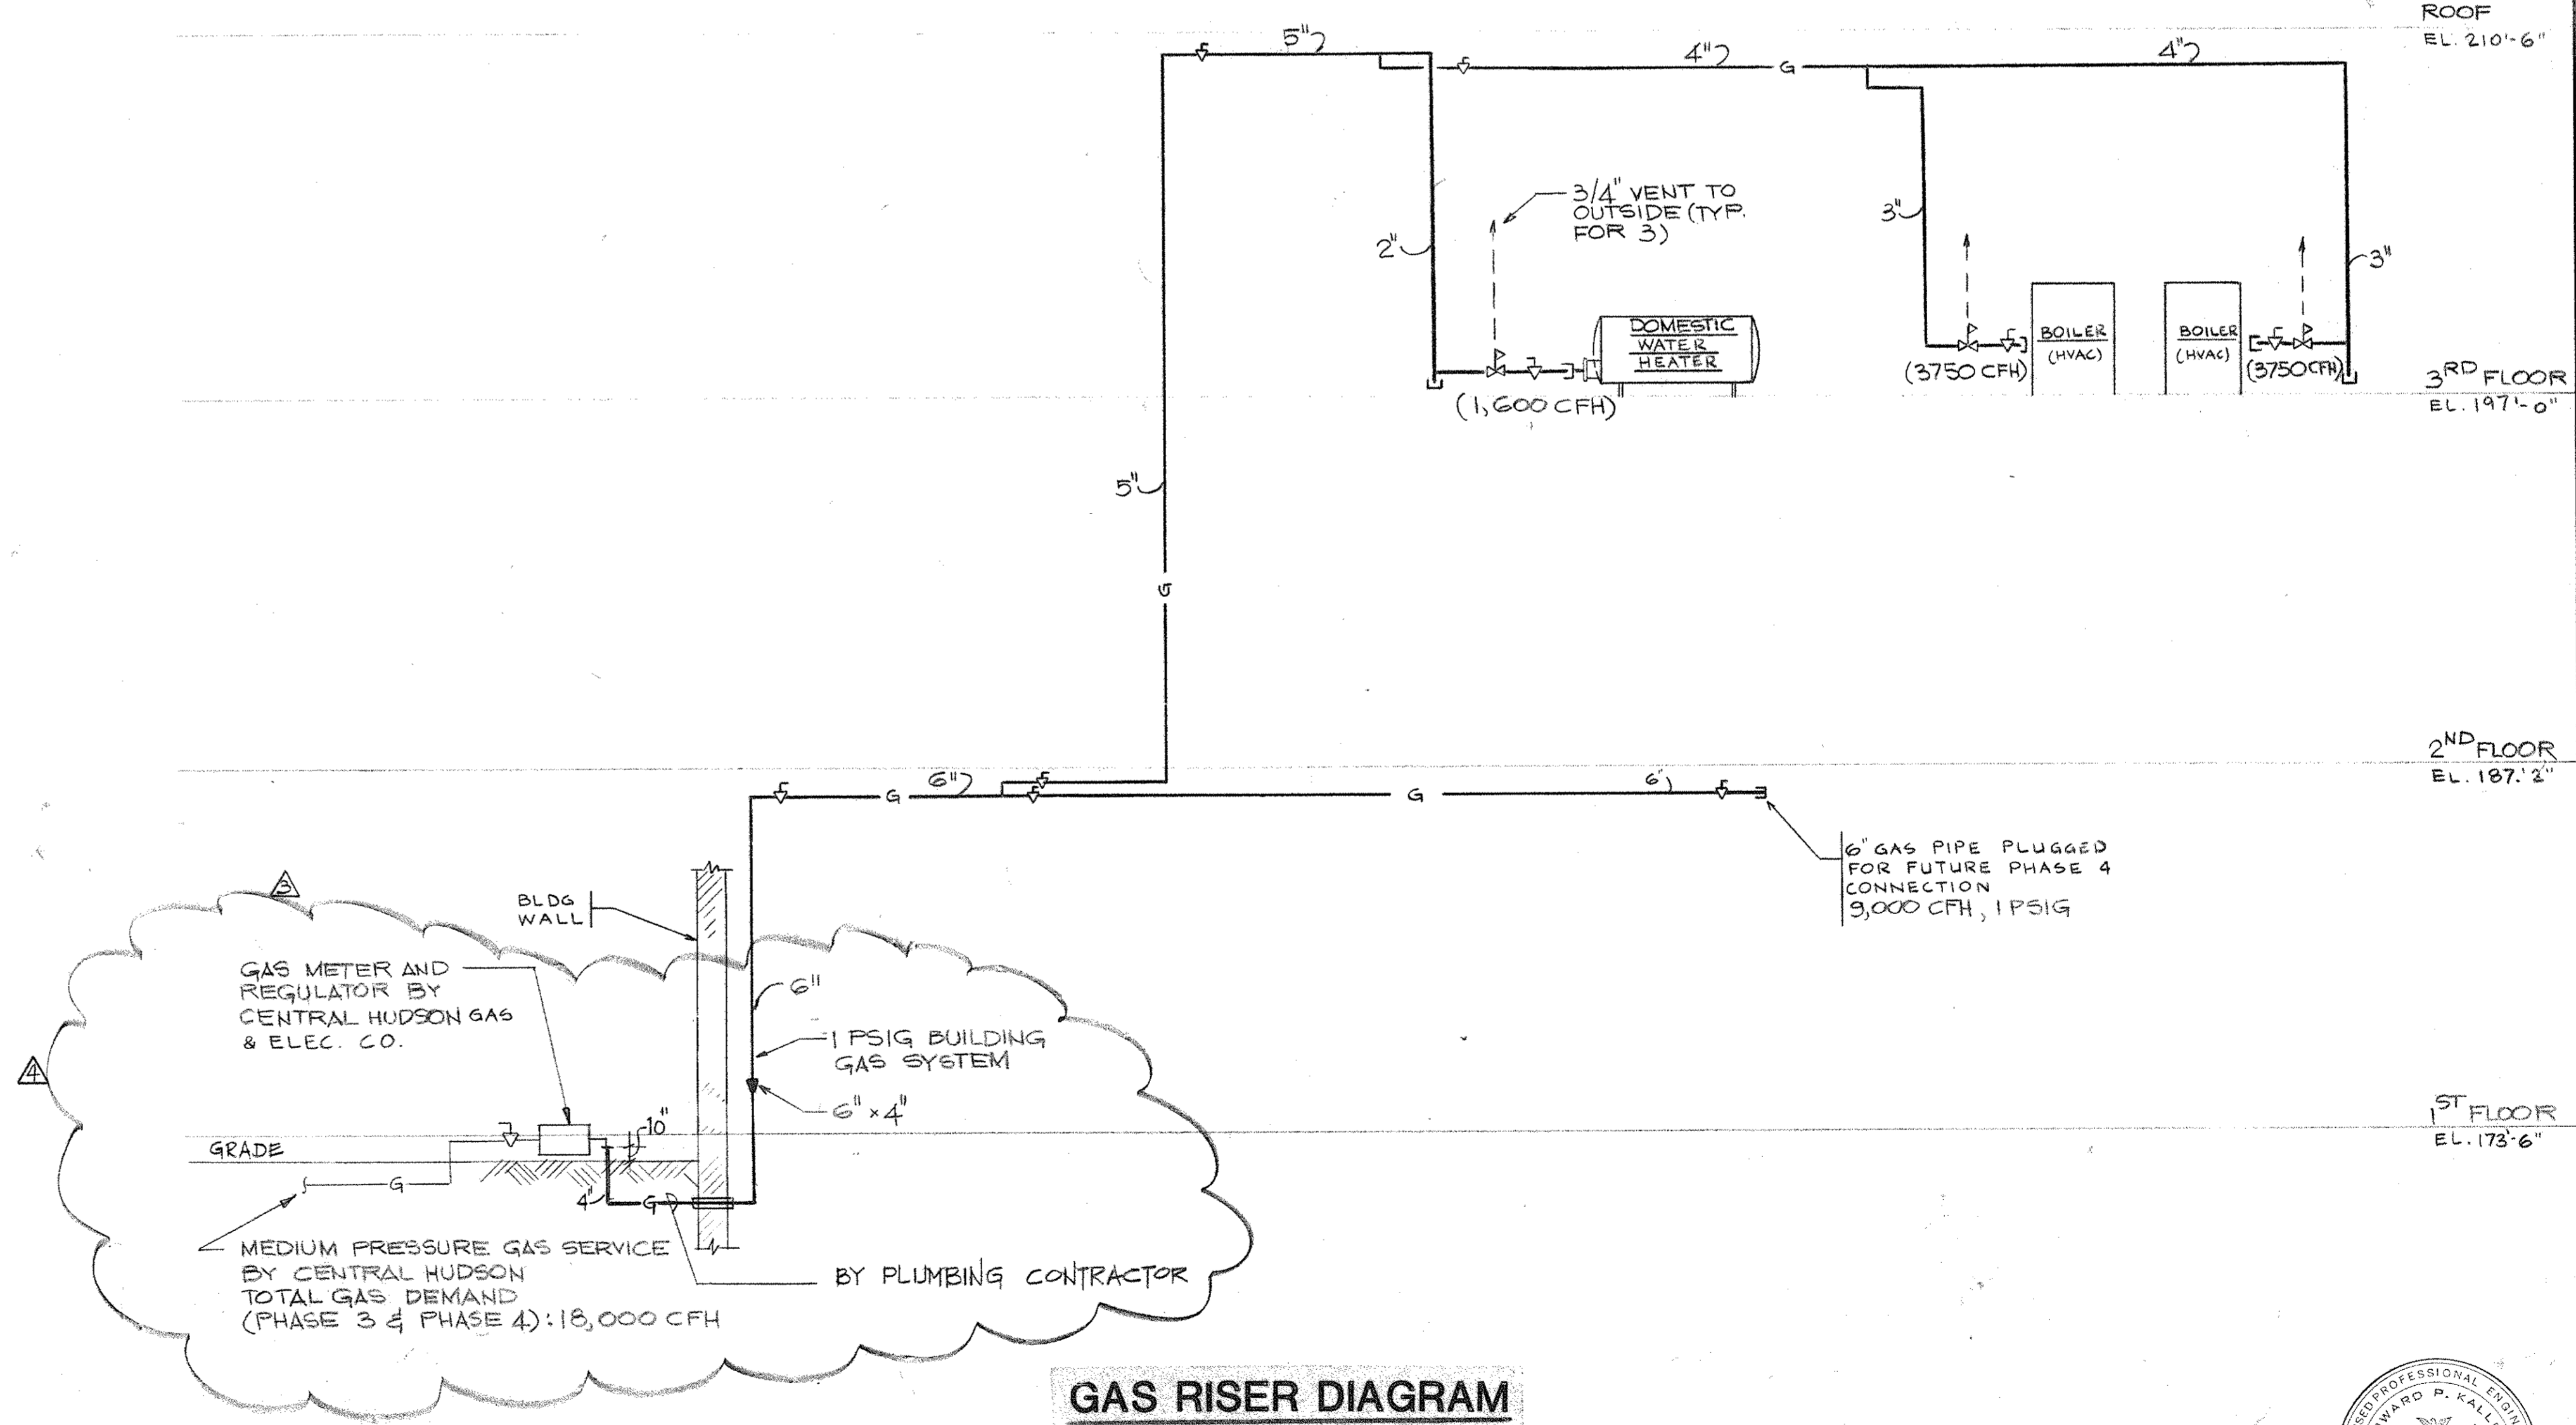 ROOF
EL. 210'-6"
5"
4"
G
4"
3/4" VENT TO
OUTSIDE (TYP.
FOR 3)
2"
3"
3"
DOMESTIC
WATER
HEATER
BOILER
(HVAC)
BOILER
(HVAC)
(1,600 CFH)
(3750 CFH)
(3750 CFH)
3RD FLOOR
EL. 197'-0"
5"
G
2ND FLOOR
6"
G
G
6"
6" GAS PIPE PLUGGED
FOR FUTURE PHASE 4
CONNECTION
9,000 CFH, 1 PSIG
3
BLDG
WALL
GAS METER AND
REGULATOR BY
CENTRAL HUDSON GAS
& ELEC. CO.
4
6"
1 PSIG BUILDING
GAS SYSTEM
6" x 4"
10"
GRADE
G
4"
G
1ST FLOOR
EL. 173'-6"
MEDIUM PRESSURE GAS SERVICE
BY CENTRAL HUDSON
TOTAL GAS DEMAND
(PHASE 3 & PHASE 4): 18,000 CFH
BY PLUMBING CONTRACTOR
GAS RISER DIAGRAM
PROFESSIONAL